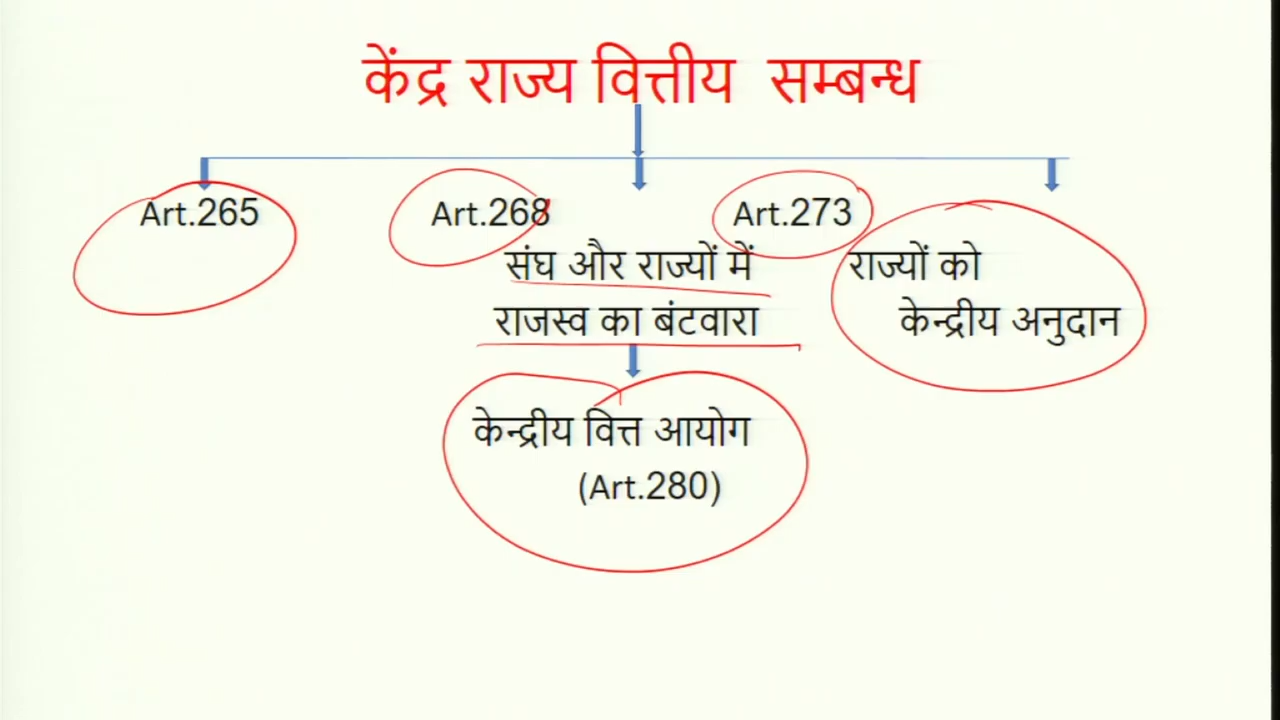 केंद्र राज्य वित्तीय सम्बन्ध
Art.265 Art.268 Art.273
संघ और राज्यों में राज्यों को
राजस्व का बंटवारा केन्द्रीय अनुदान
केन्द्रीय वित्त आयोग
(Art.280)